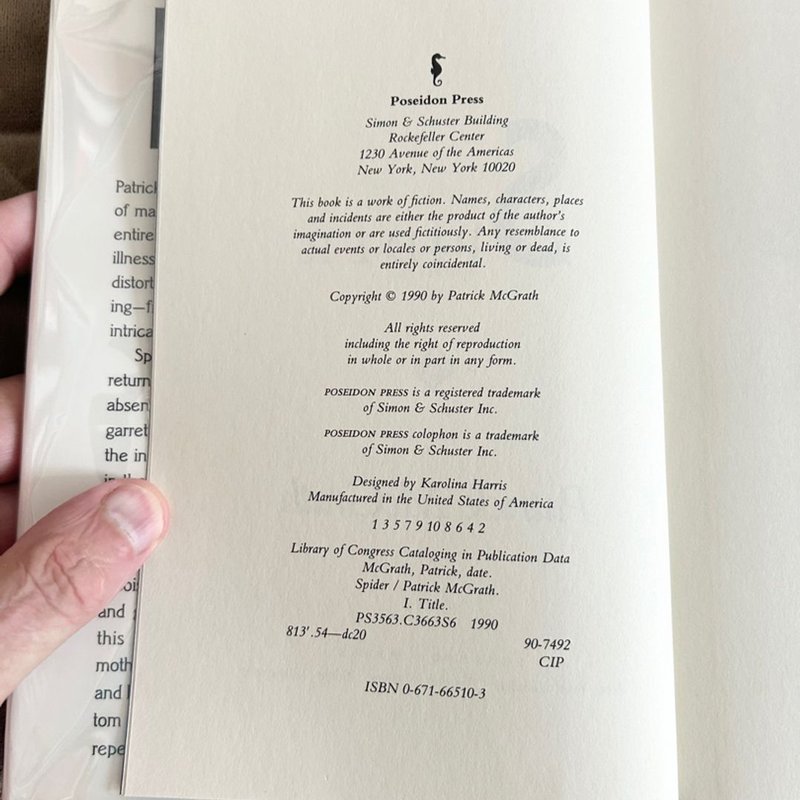 Poseidon Press
Simon & Schuster Building
Rockefeller Center
1230 Avenue of the Americas
New York, New York 10020
This book is a work of fiction. Names, characters, places
and incidents are either the product of the author's
imagination or are used fictitiously. Any resemblance to
actual events or locales or persons, living or dead, is
entirely coincidental.
Copyright © 1990 by Patrick McGrath
All rights reserved
including the right of reproduction
in whole or in part in any form.
POSEIDON PRESS is a registered trademark
of Simon & Schuster Inc.
POSEIDON PRESS colophon is a trademark
of Simon & Schuster Inc.
Designed by Karolina Harris
Manufactured in the United States of America
1 3 5 7 9 10 8 6 4 2
Library of Congress Cataloging in Publication Data
McGrath, Patrick, date.
Spider / Patrick McGrath.
I. Title.
PS3563.C3663S6 1990
813'.54—dc20
90-7492
CIP
ISBN 0-671-66510-3
Patrick
of ma
entire
illness
distort
ing—fi
intrica
Sp
return
absen
garret
the in
and
this
moth
and
tom
repe